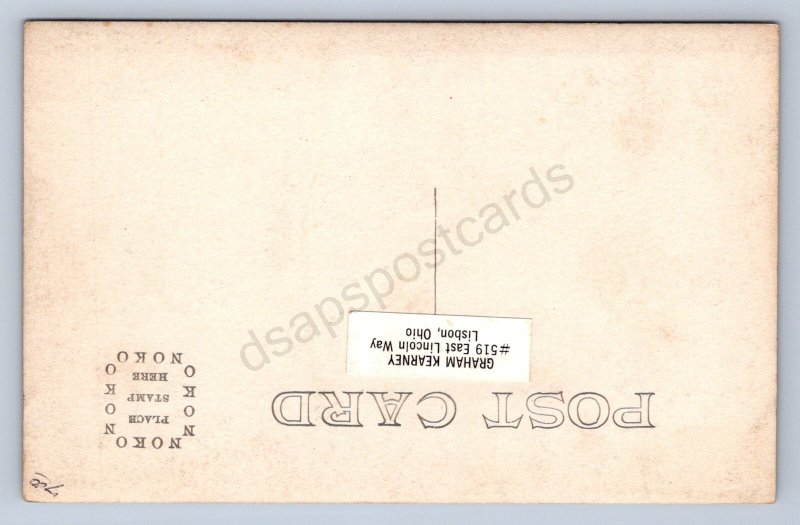 POST CARD
NOKO
NOKO
NOKO
NOKO
PLACE
STAMP
HERE
GRAHAM KEARNEY
#519 East Lincoln Way
Lisbon, Ohio
dsapspostcards